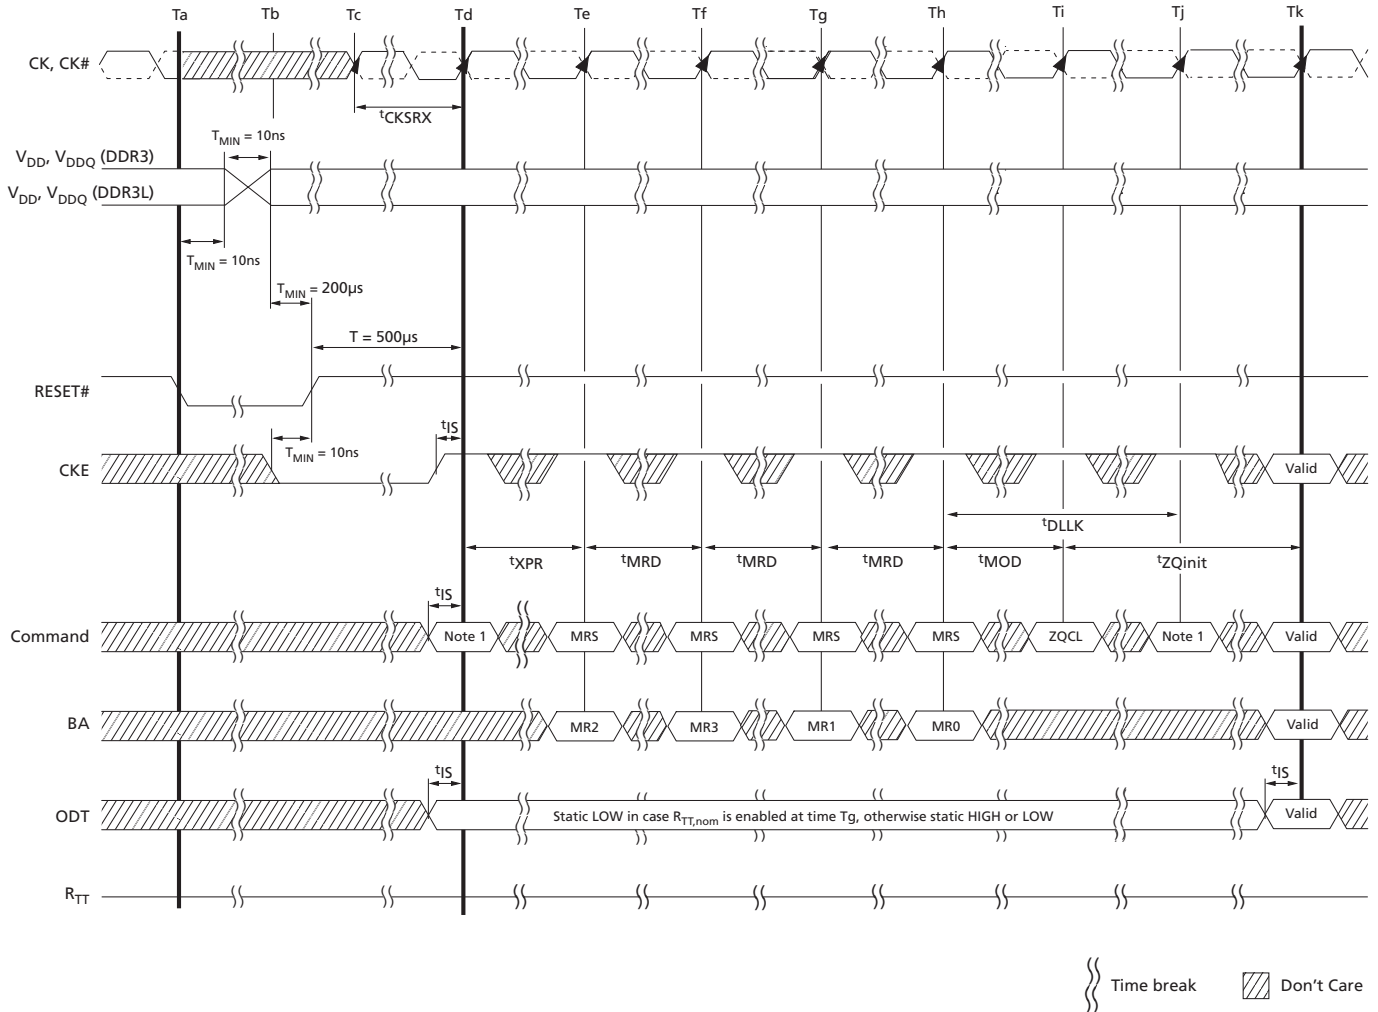 Ta Tb Tc Td Te Tf Tg Th Ti Tj Tk
CK, CK#
tCKSRX
TMIN = 10ns
VDD, VDDQ (DDR3)
VDD, VDDQ (DDR3L)
TMIN = 10ns
TMIN = 200µs
T = 500µs
RESET#
tIS
TMIN = 10ns
CKE
Valid
tDLLK
tXPR tMRD tMRD tMRD tMOD tZQinit
tIS
Command Note 1 MRS MRS MRS MRS ZQCL Note 1 Valid
BA MR2 MR3 MR1 MR0 Valid
tIS tIS
ODT Static LOW in case RTT,nom is enabled at time Tg, otherwise static HIGH or LOW Valid
RTT
Time break Don't Care